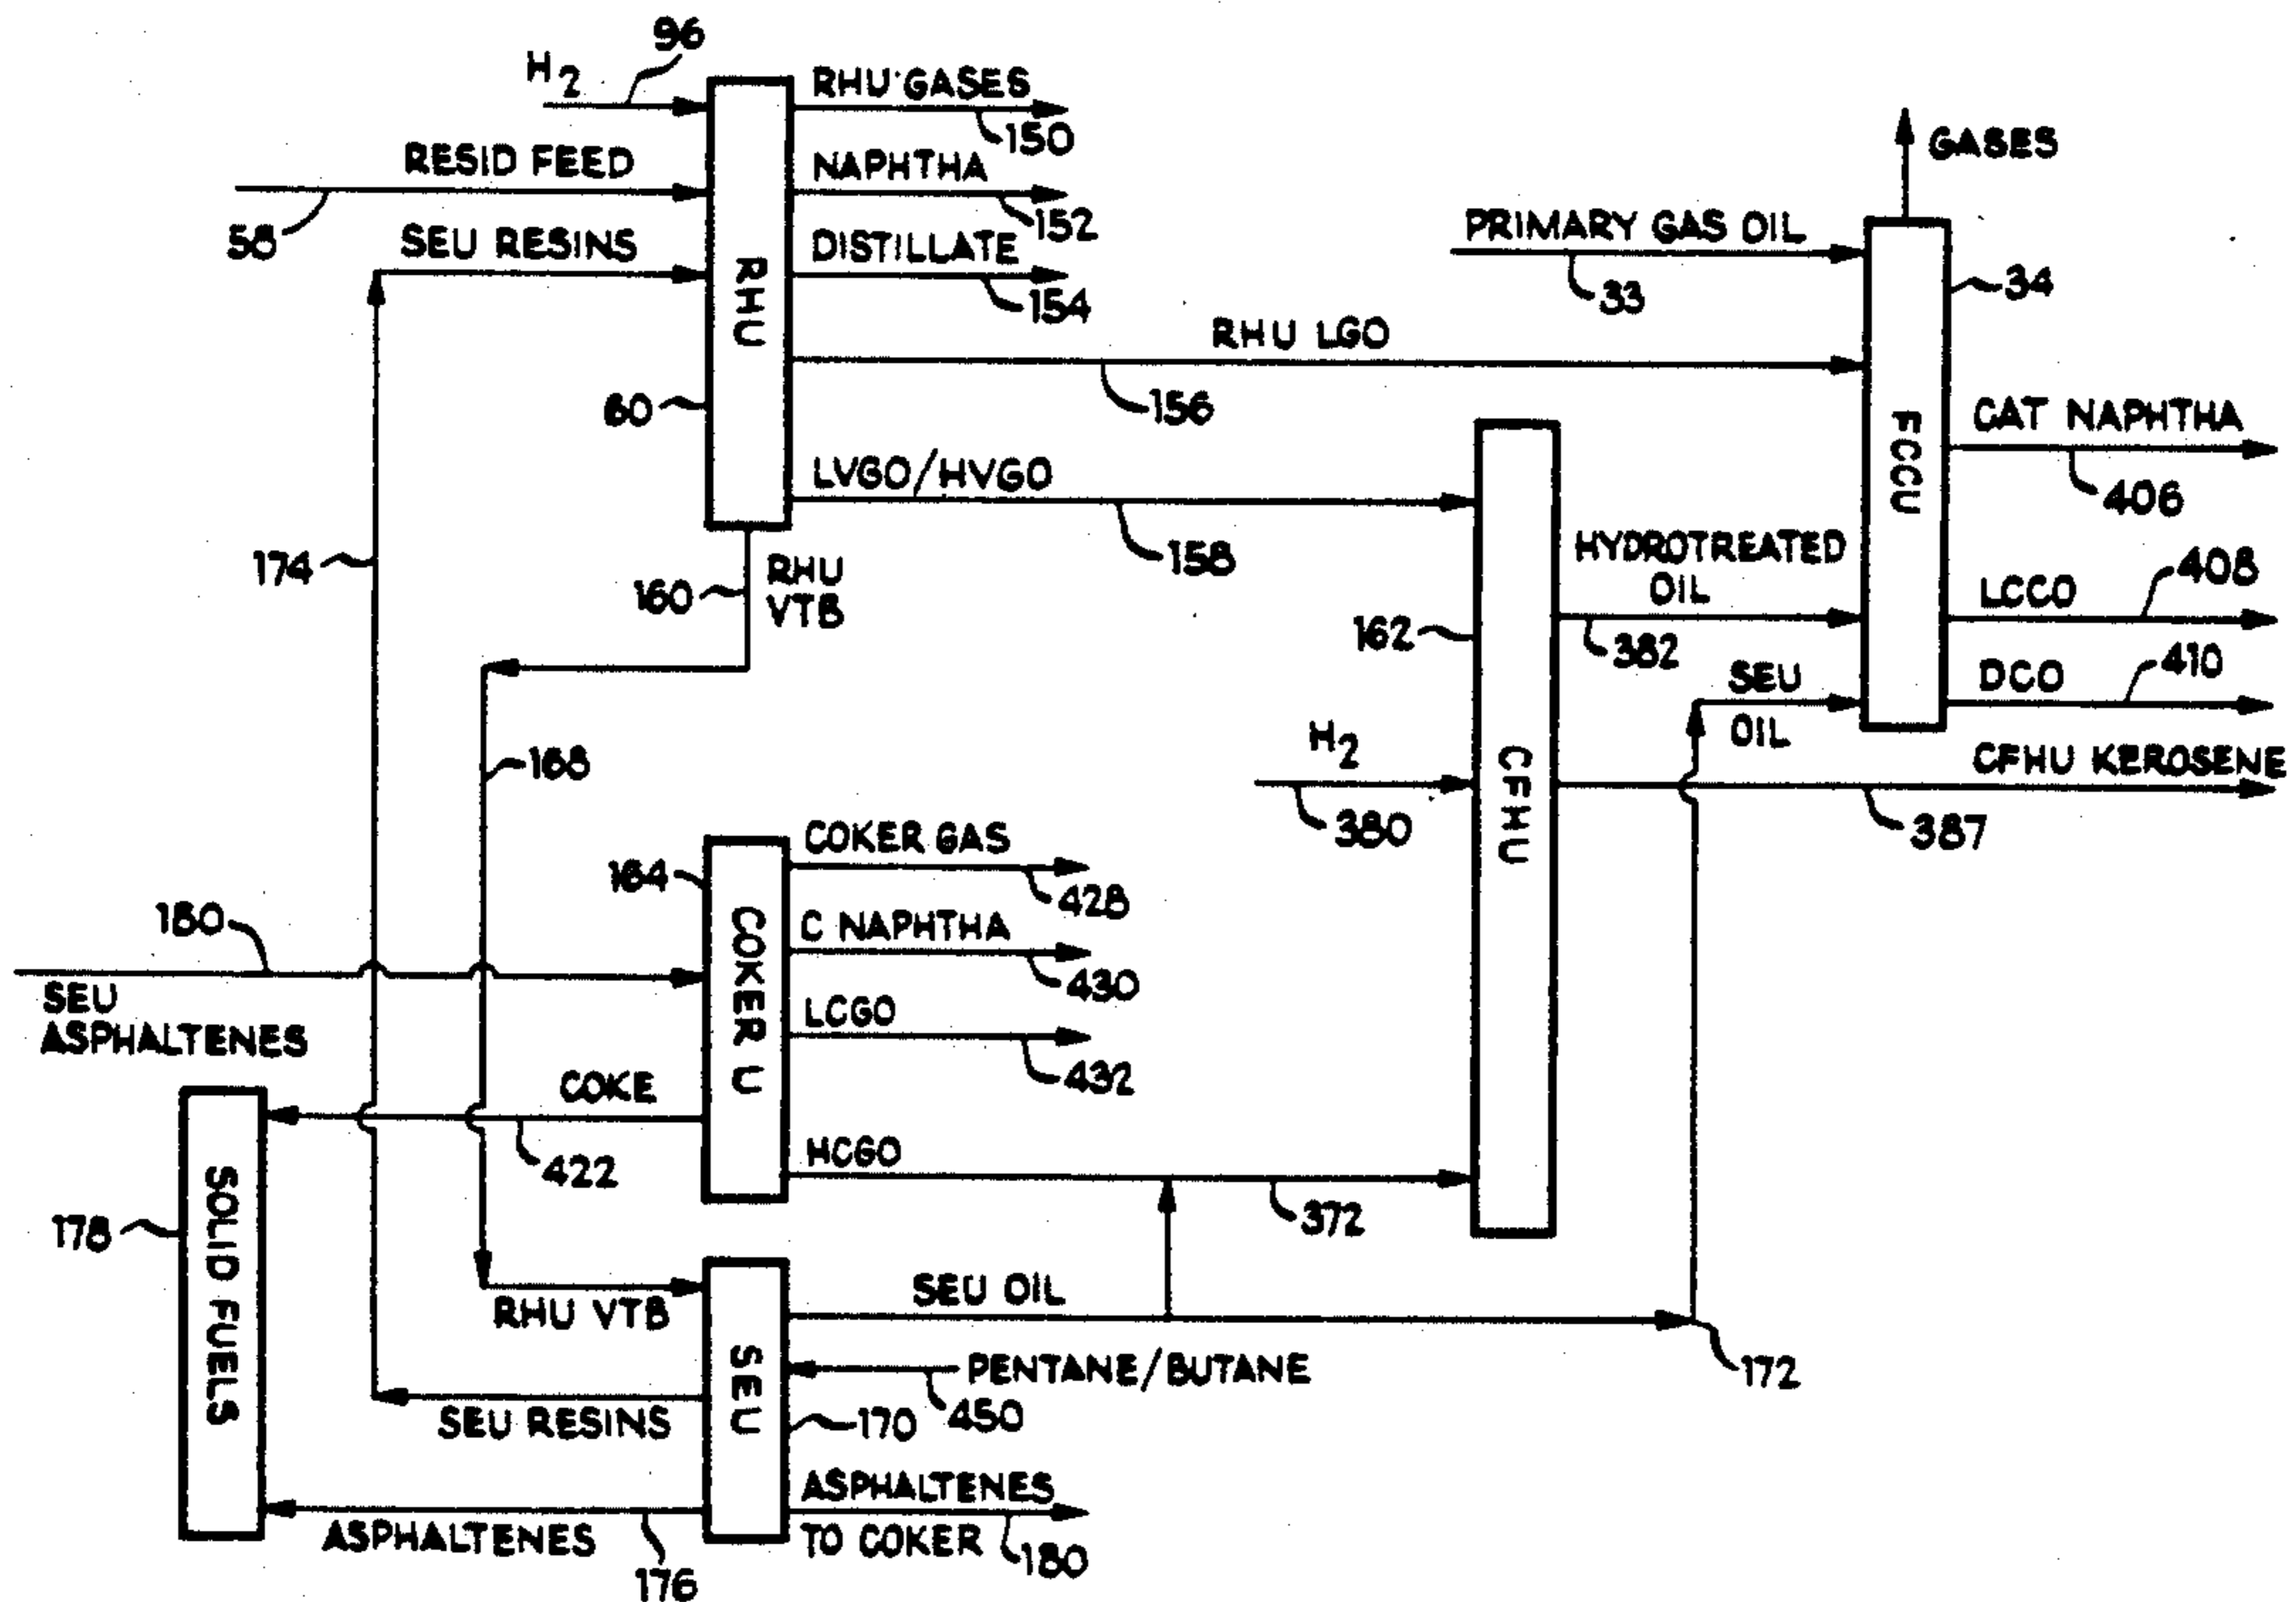 96
H2
RHU GASES
150
RESID FEED
NAPHTHA
58
152
SEU RESINS
DISTILLATE
154
RHU
60
GASES
PRIMARY GAS OIL
33
34
RHU LGO
156
FCCU
CAT NAPHTHA
406
LVGO/HVGO
158
174
160
RHU
VTB
HYDROTREATED
OIL
382
162
LCCO
408
SEU
OIL
DCO
410
168
H2
380
CFHU
CFHU KEROSENE
387
164
COKER GAS
428
180
C NAPHTHA
430
SEU
ASPHALTENES
COKER U
LCGO
432
COKE
422
HCGO
372
178
SOLID FUELS
RHU VTB
SEU OIL
172
SEU
PENTANE/BUTANE
450
170
SEU RESINS
ASPHALTENES
TO COKER
180
ASPHALTENES
176